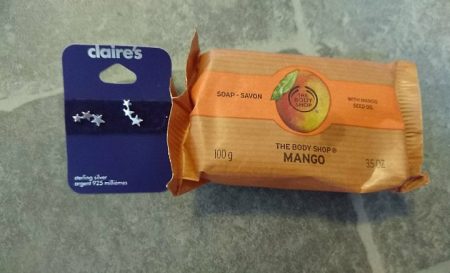 claire's
sterling silver
argent 925 millièmes
SOAP - SAVON
THE
BODY
SHOP
WITH MANGO
SEED OIL
THE BODY SHOP®
MANGO
100 g
3.5 OZ